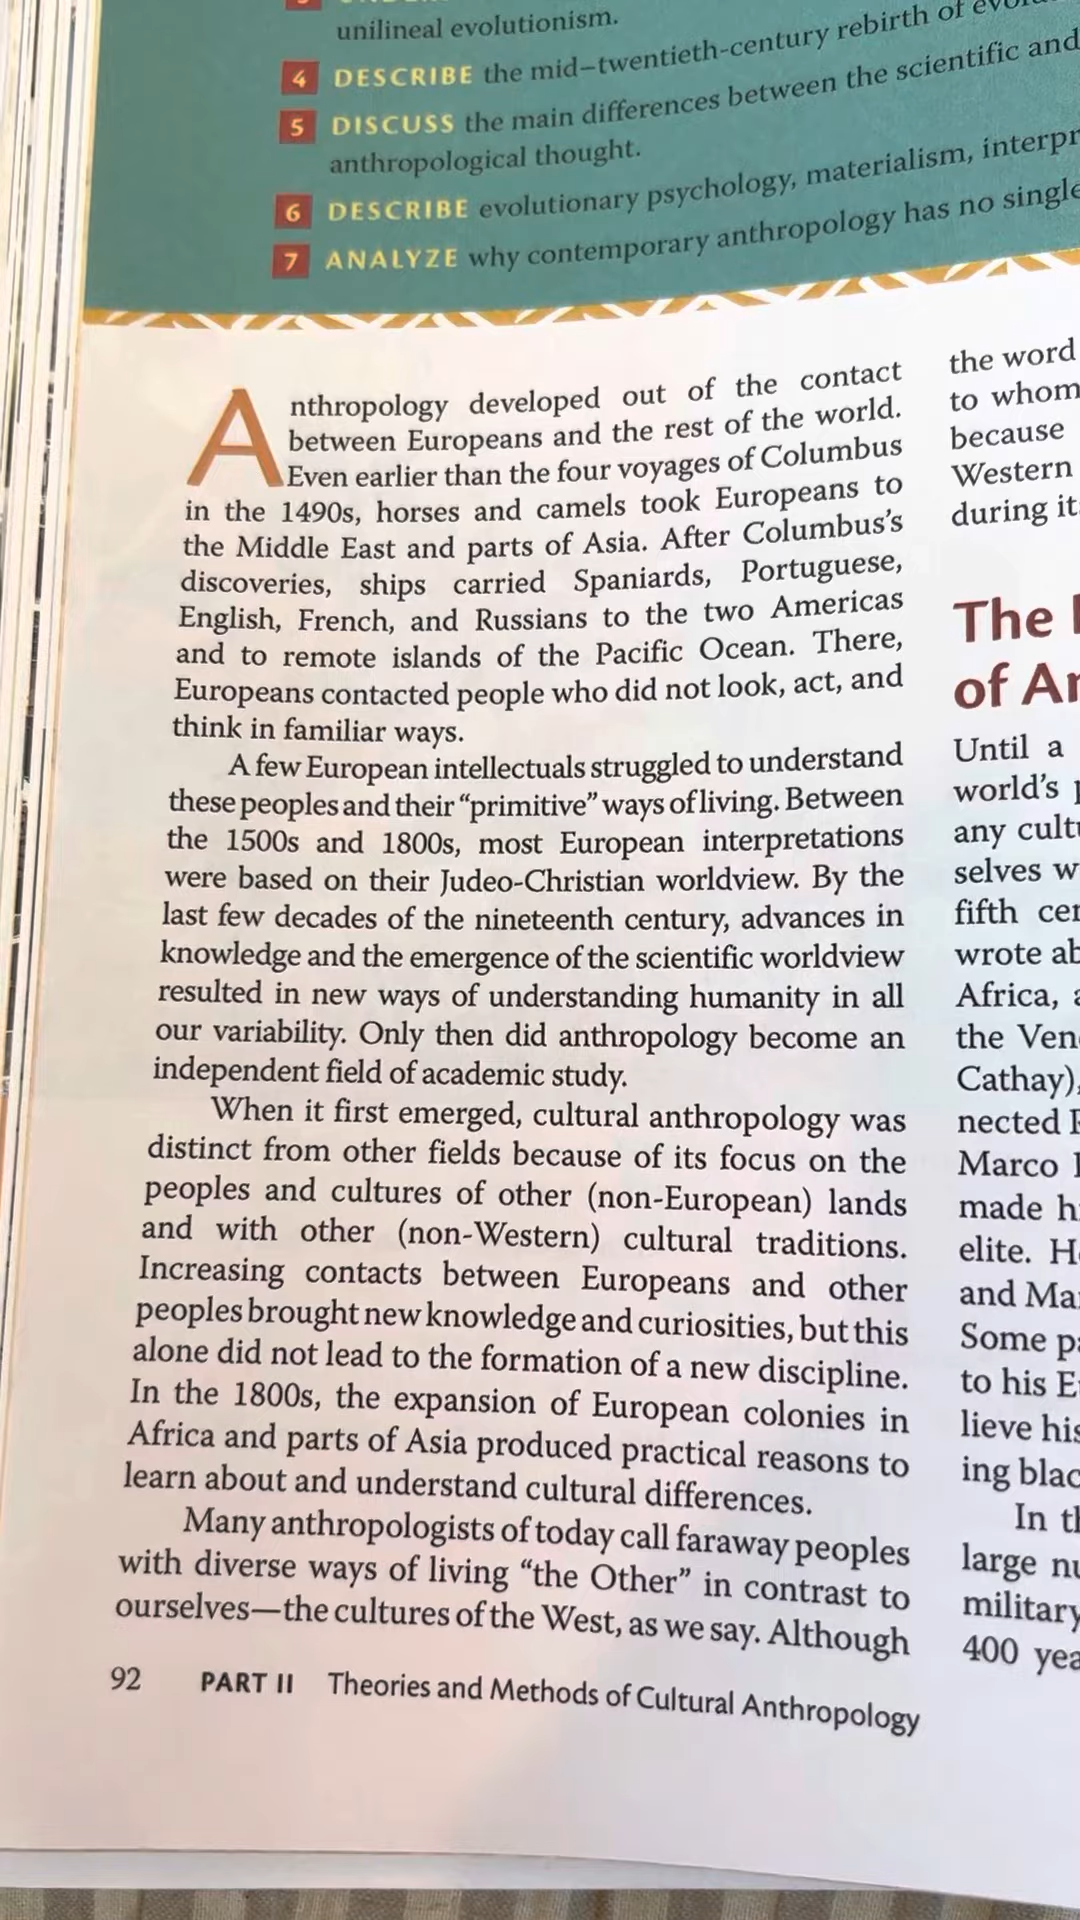 unilineal evolutionism.
4 DESCRIBE the mid–twentieth-century rebirth of
5 DISCUSS the main differences between the scientific and
anthropological thought.
6 DESCRIBE evolutionary psychology, materialism,
7 ANALYZE why contemporary anthropology has no single
Anthropology developed out of the contact
between Europeans and the rest of the world.
Even earlier than the four voyages of Columbus
in the 1490s, horses and camels took Europeans to
the Middle East and parts of Asia. After Columbus’s
discoveries, ships carried Spaniards, Portuguese,
English, French, and Russians to the two Americas
and to remote islands of the Pacific Ocean. There,
Europeans contacted people who did not look, act, and
think in familiar ways.
A few European intellectuals struggled to understand
these peoples and their “primitive” ways of living. Between
the 1500s and 1800s, most European interpretations
were based on their Judeo-Christian worldview. By the
last few decades of the nineteenth century, advances in
knowledge and the emergence of the scientific worldview
resulted in new ways of understanding humanity in all
our variability. Only then did anthropology become an
independent field of academic study.
When it first emerged, cultural anthropology was
distinct from other fields because of its focus on the
peoples and cultures of other (non-European) lands
and with other (non-Western) cultural traditions.
Increasing contacts between Europeans and other
peoples brought new knowledge and curiosities, but this
alone did not lead to the formation of a new discipline.
In the 1800s, the expansion of European colonies in
Africa and parts of Asia produced practical reasons to
learn about and understand cultural differences.
Many anthropologists of today call faraway peoples
with diverse ways of living “the Other” in contrast to
ourselves—the cultures of the West, as we say. Although
the word
to whom
because
Western
during
The
of
Until a
world’s
any
selves
fifth
wrote
Africa,
the
Cathay),
nected
Marco
made
elite.
and
Some
to his
lieve his
ing
In
large
military
400
92 PART II Theories and Methods of Cultural Anthropology